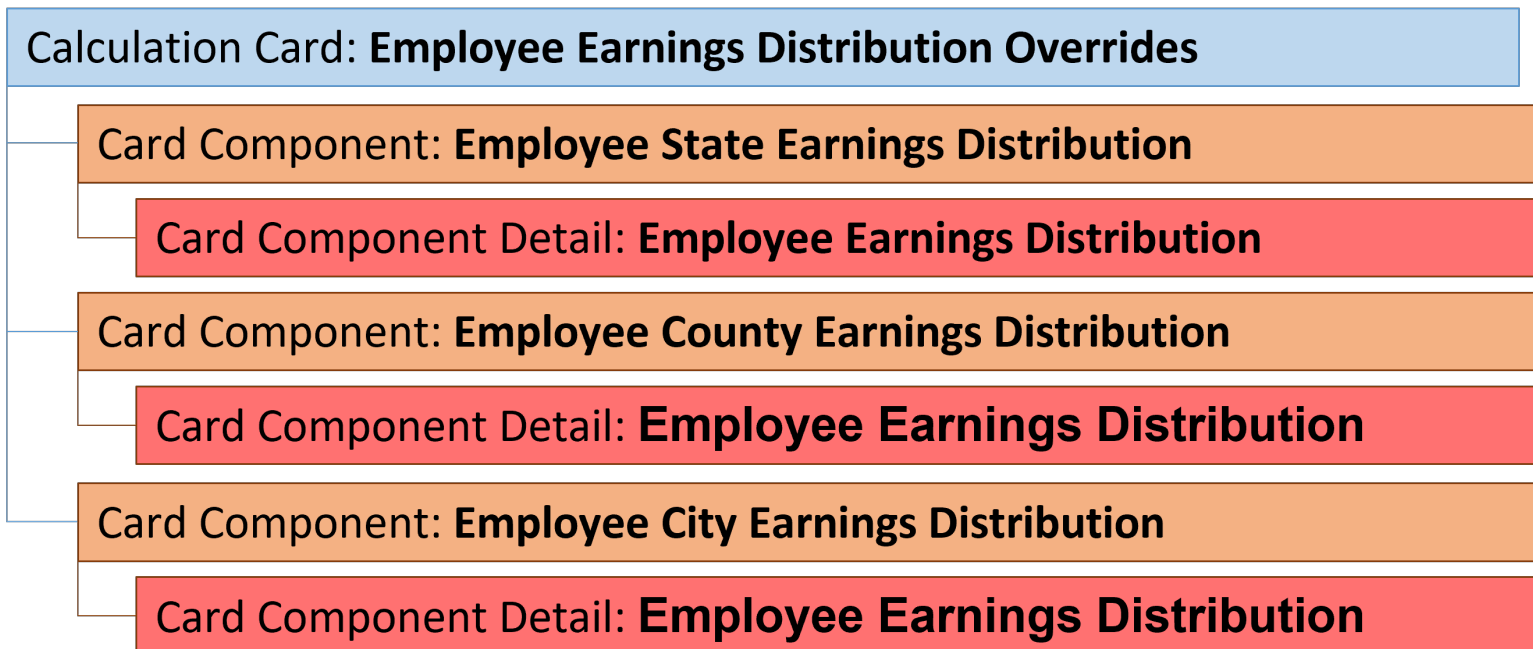 Calculation Card: Employee Earnings Distribution Overrides
Card Component: Employee State Earnings Distribution
Card Component Detail: Employee Earnings Distribution
Card Component: Employee County Earnings Distribution
Card Component Detail: Employee Earnings Distribution
Card Component: Employee City Earnings Distribution
Card Component Detail: Employee Earnings Distribution